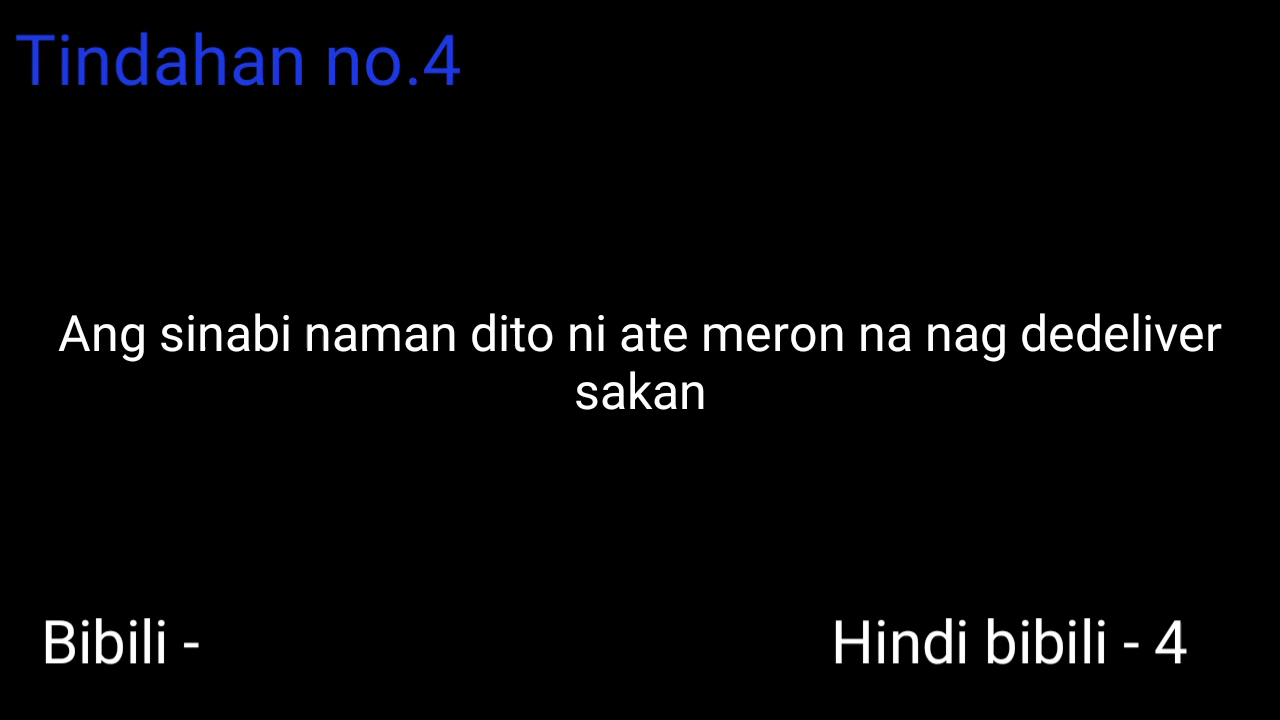 Tindahan no.4
Ang sinabi naman dito ni ate meron na nag dedeliver
sakan
Bibili -
Hindi bibili - 4